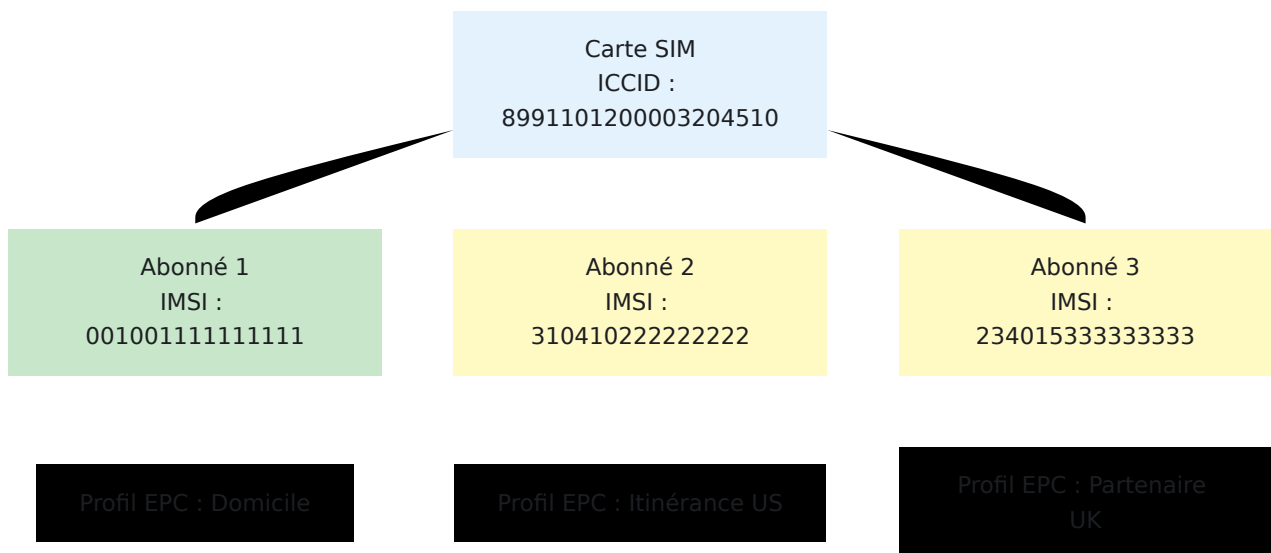 Carte SIM
ICCID :
8991101200003204510
Abonné 1
IMSI :
001001111111111
Abonné 2
IMSI :
310410222222222
Abonné 3
IMSI :
234015333333333
Profil EPC : Domicile
Profil EPC : Itinérance US
Profil EPC : Partenaire
UK